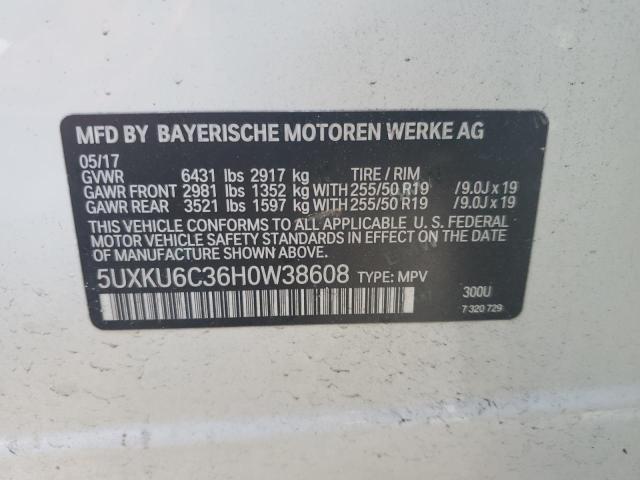 MFD BY BAYERISCHE MOTOREN WERKE AG
05/17
GVWR 6431 lbs 2917 kg TIRE / RIM
GAWR FRONT 2981 lbs 1352 kg WITH 255/50 R19 /9.0J x 19
GAWR REAR 3521 lbs 1597 kg WITH 255/50 R19 /9.0J x 19
THIS VEHICLE CONFORMS TO ALL APPLICABLE U. S. FEDERAL
MOTOR VEHICLE SAFETY STANDARDS IN EFFECT ON THE DATE
OF MANUFACTURE SHOWN ABOVE.
5UXKU6C36H0W38608 TYPE: MPV
300U
7 320 729